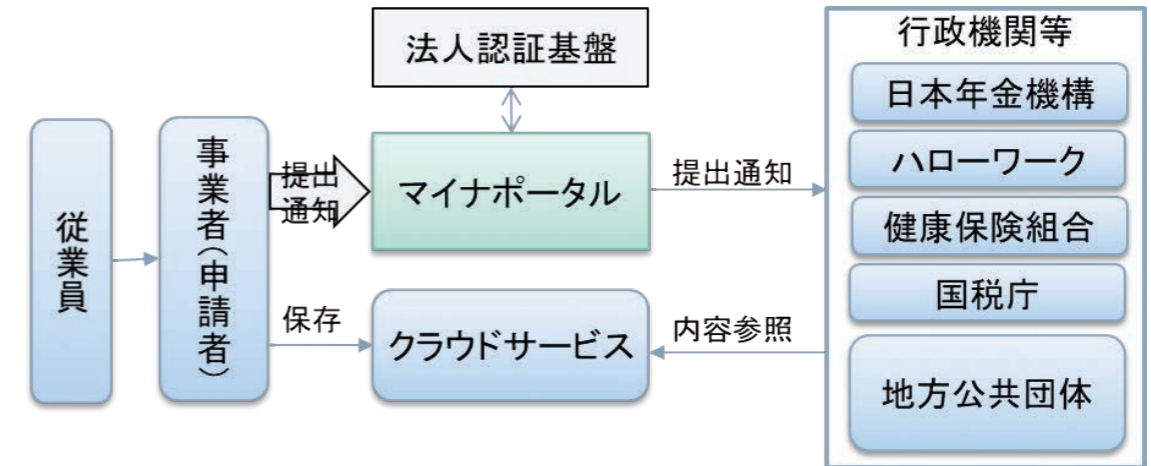 法人認証基盤
行政機関等
日本年金機構
ハローワーク
健康保険組合
国税庁
地方公共団体
従業員
事業者(申請者)
提出
通知
マイナポータル
提出通知
保存
クラウドサービス
内容参照